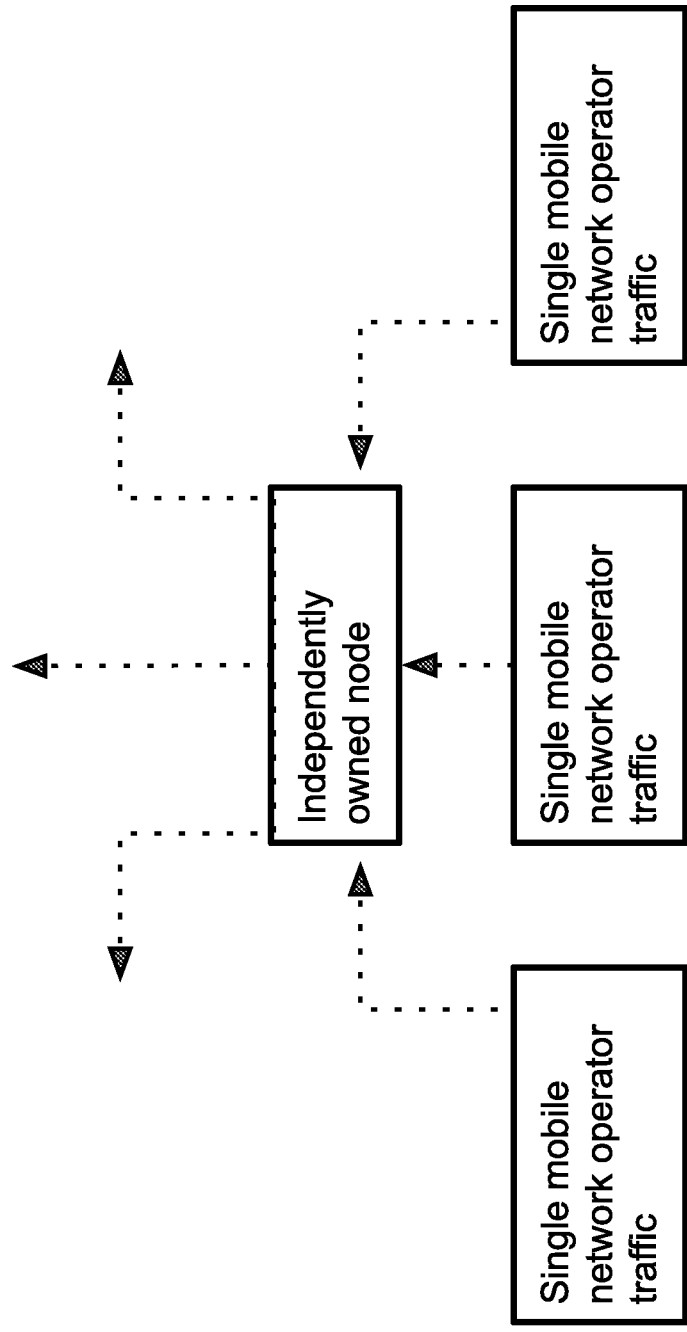 Independently
owned node
Single mobile
network operator
traffic
Single mobile
network operator
traffic
Single mobile
network operator
traffic